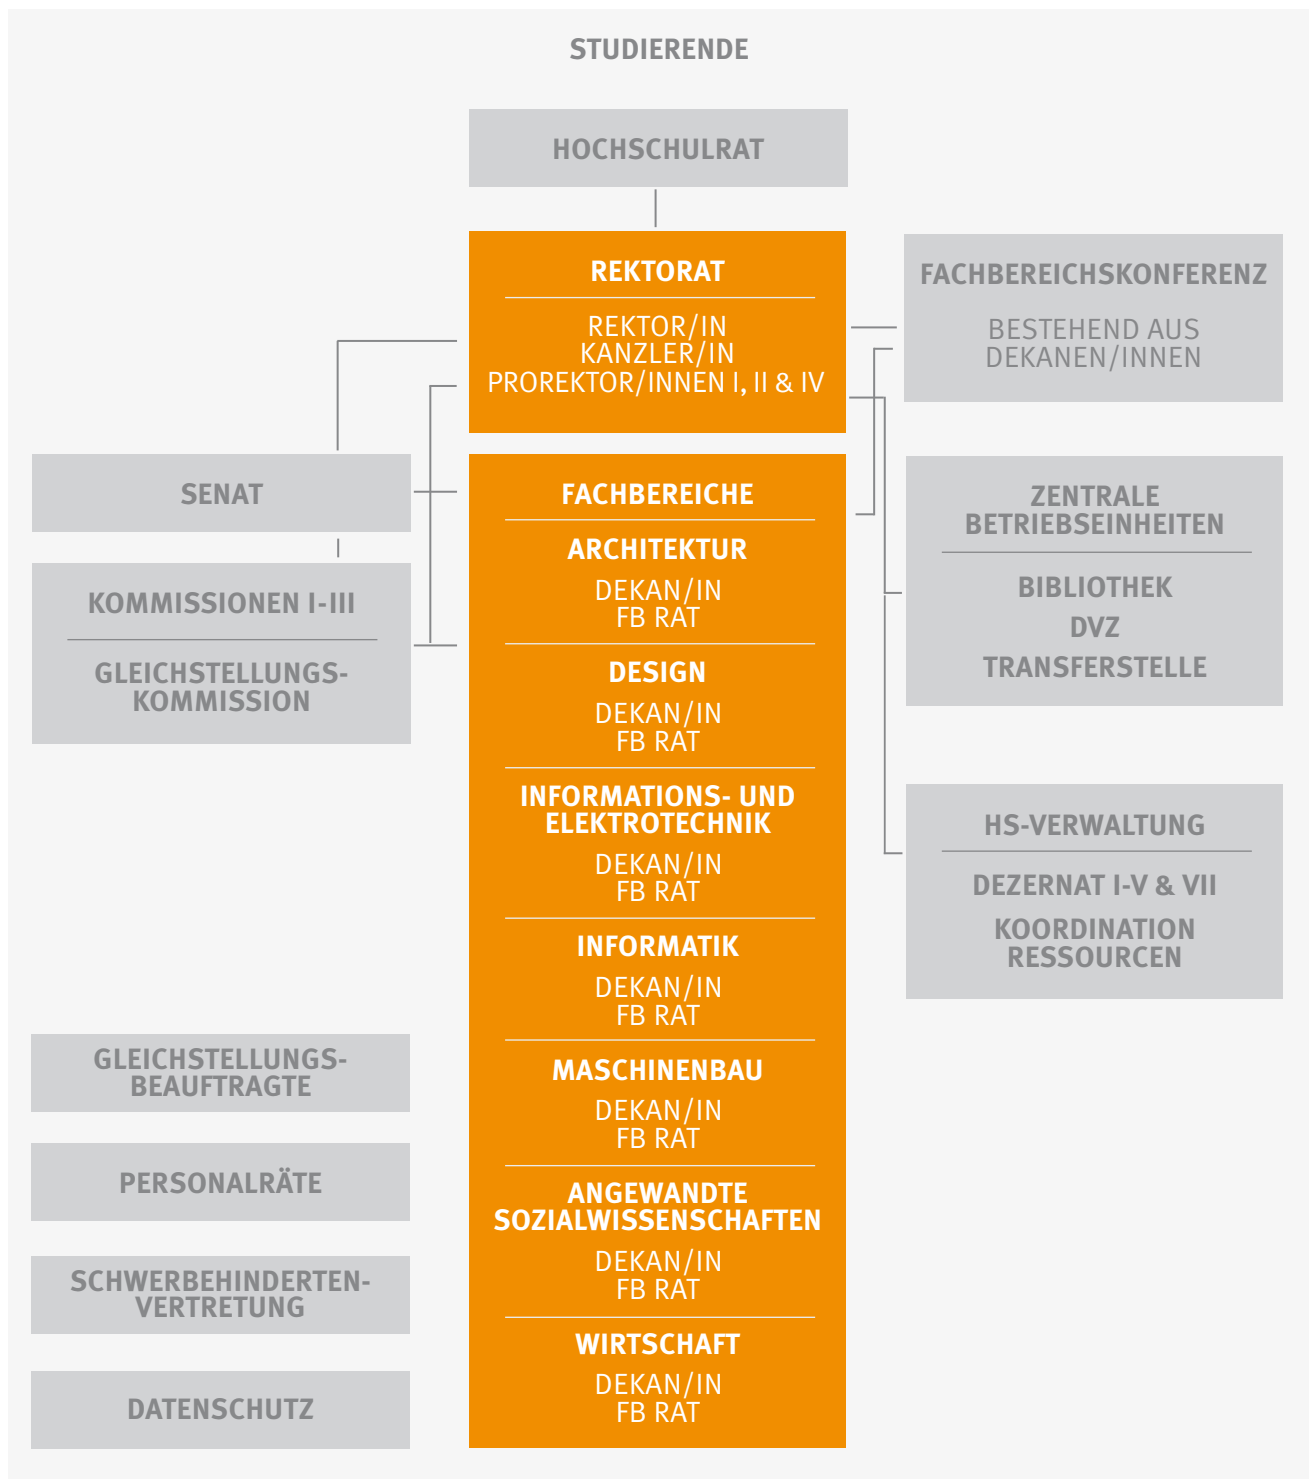 STUDIERENDE
HOCHSCHULRAT
REKTORAT
REKTOR/IN
KANZLER/IN
PROREKTOR/INNEN I, II & IV
FACHBEREICHSKONFERENZ
BESTEHEND AUS
DEKANEN/INNEN
SENAT
KOMMISSIONEN I-III
GLEICHSTELLUNGS-
KOMMISSION
FACHBEREICHE
ARCHITEKTUR
DEKAN/IN
FB RAT
DESIGN
DEKAN/IN
FB RAT
INFORMATIONS- UND
ELEKTROTECHNIK
DEKAN/IN
FB RAT
INFORMATIK
DEKAN/IN
FB RAT
MASCHINENBAU
DEKAN/IN
FB RAT
ANGEWANDTE
SOZIALWISSENSCHAFTEN
DEKAN/IN
FB RAT
WIRTSCHAFT
DEKAN/IN
FB RAT
ZENTRALE
BETRIEBSEINHEITEN
BIBLIOTHEK
DVZ
TRANSFERSTELLE
HS-VERWALTUNG
DEZERNAT I-V & VII
KOORDINATION
RESSOURCEN
GLEICHSTELLUNGS-
BEAUFTRAGTE
PERSONALRÄTE
SCHWERBEHINDERTEN-
VERTRETUNG
DATENSCHUTZ